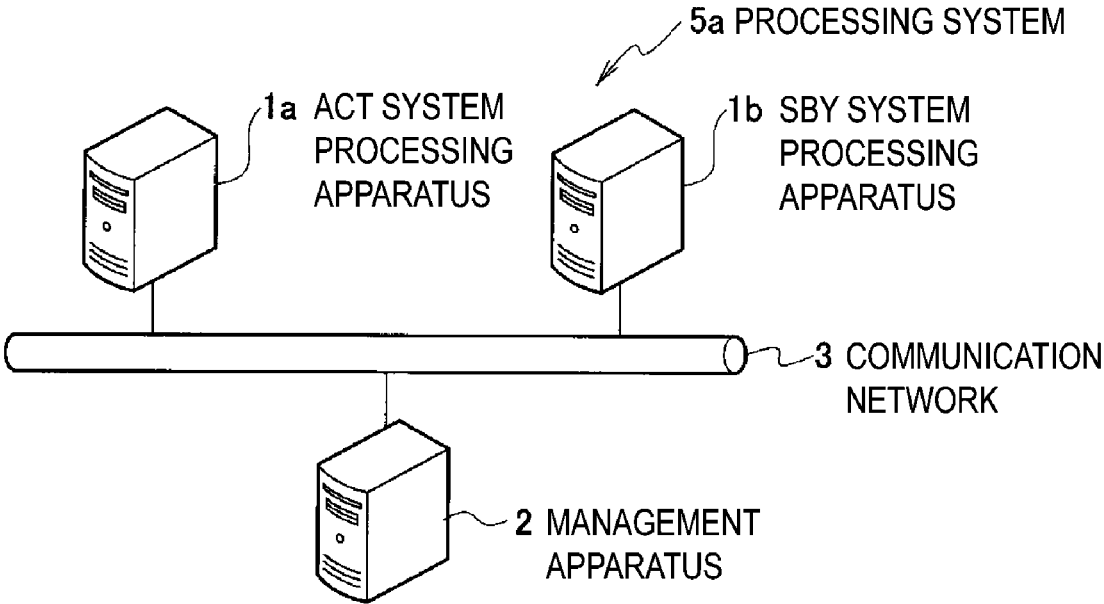 5a PROCESSING SYSTEM
1a ACT SYSTEM
PROCESSING
APPARATUS
1b SBY SYSTEM
PROCESSING
APPARATUS
3 COMMUNICATION
NETWORK
2 MANAGEMENT
APPARATUS